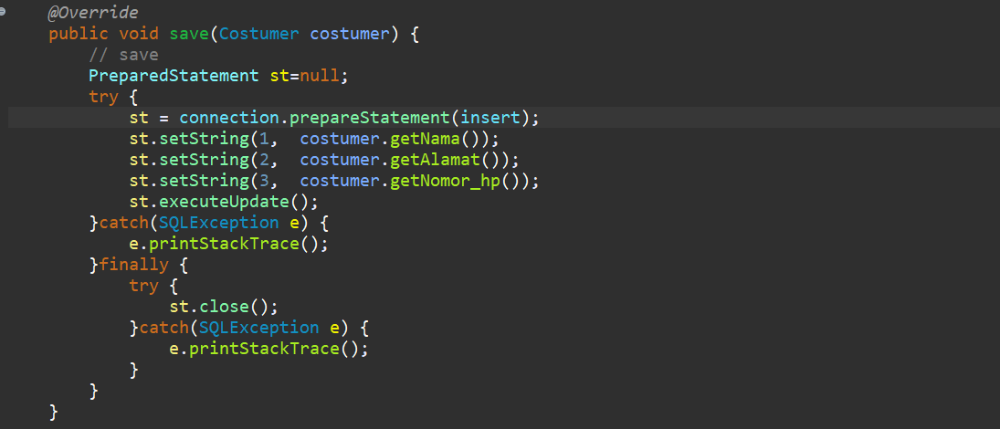 @Override
public void save(Costumer costumer) {
// save
PreparedStatement st=null;
try {
st = connection.prepareStatement(insert);
st.setString(1,  costumer.getNama());
st.setString(2,  costumer.getAlamat());
st.setString(3,  costumer.getNomor_hp());
st.executeUpdate();
}catch(SQLException e) {
e.printStackTrace();
}finally {
try {
st.close();
}catch(SQLException e) {
e.printStackTrace();
}
}
}